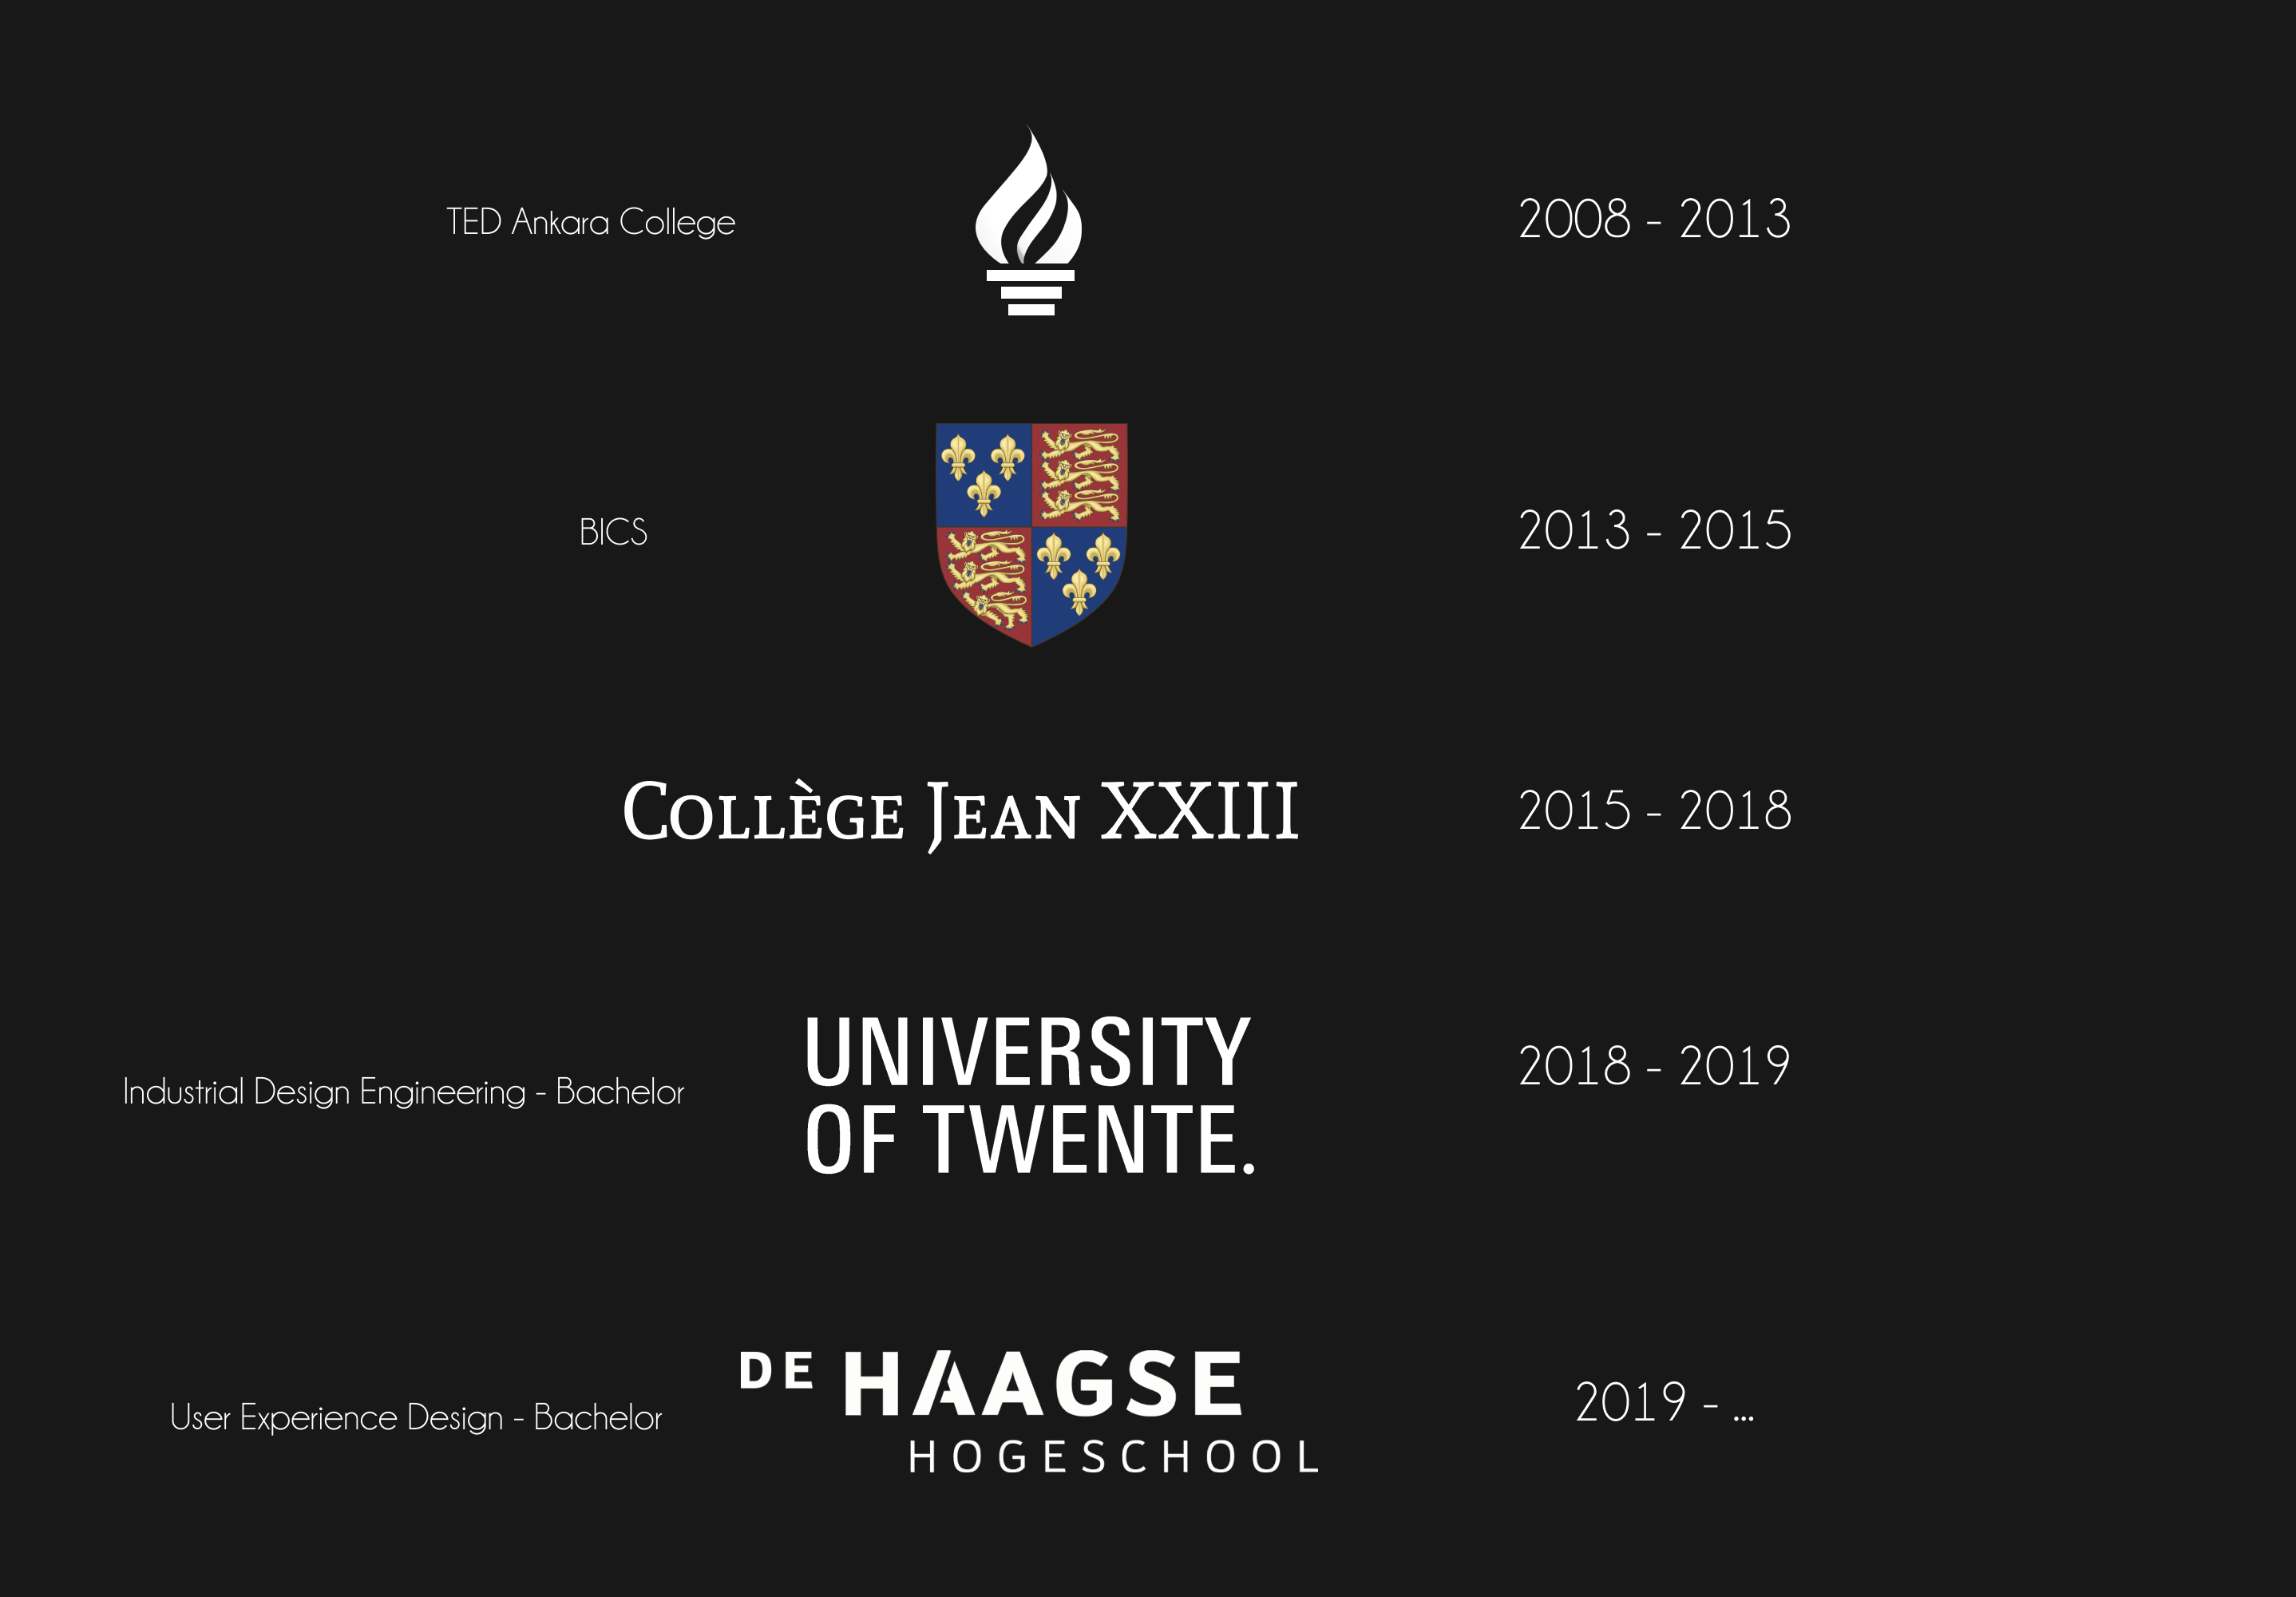 TED Ankara College
2008 - 2013
BICS
2013 - 2015
Collège Jean XXIII
2015 - 2018
Industrial Design Engineering - Bachelor
UNIVERSITY
OF TWENTE.
2018 - 2019
User Experience Design - Bachelor
DE HAAGSE
HOGESCHOOL
2019 - ...